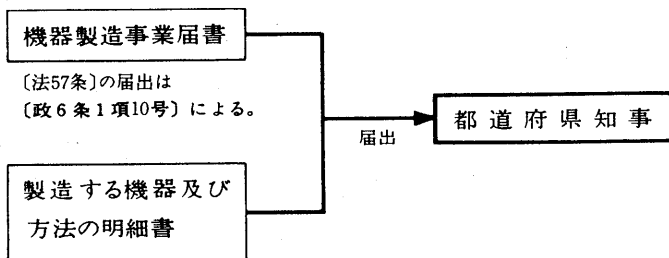 機器製造事業届書
〔法57条〕の届出は
〔政6条1項10号〕による。
届出
都道府県知事
製造する機器及び
方法の明細書